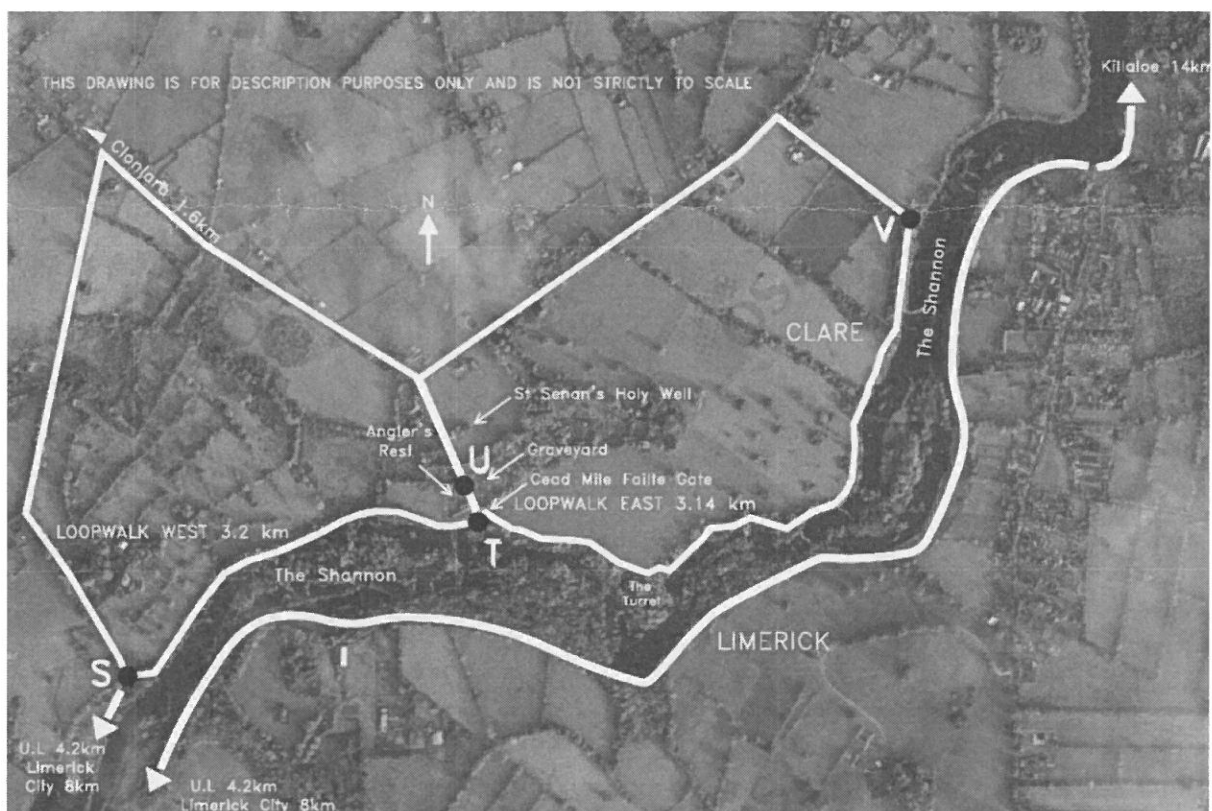 Killaloe 14km
THIS DRAWING IS FOR DESCRIPTION PURPOSES ONLY AND IS NOT STRICTLY TO SCALE
Clonlara 1.6km
N
V
The Shannon
CLARE
St Senan's Holy Well
Angler's
Rest
U
Graveyard
Cead Mile Failte Gate
LOOPWALK EAST 3.14 km
LOOPWALK WEST 3.2 km
T
The Shannon
The
Turret
LIMERICK
S
U.L 4.2km
Limerick
City 8km
U.L 4.2km
Limerick City 8km